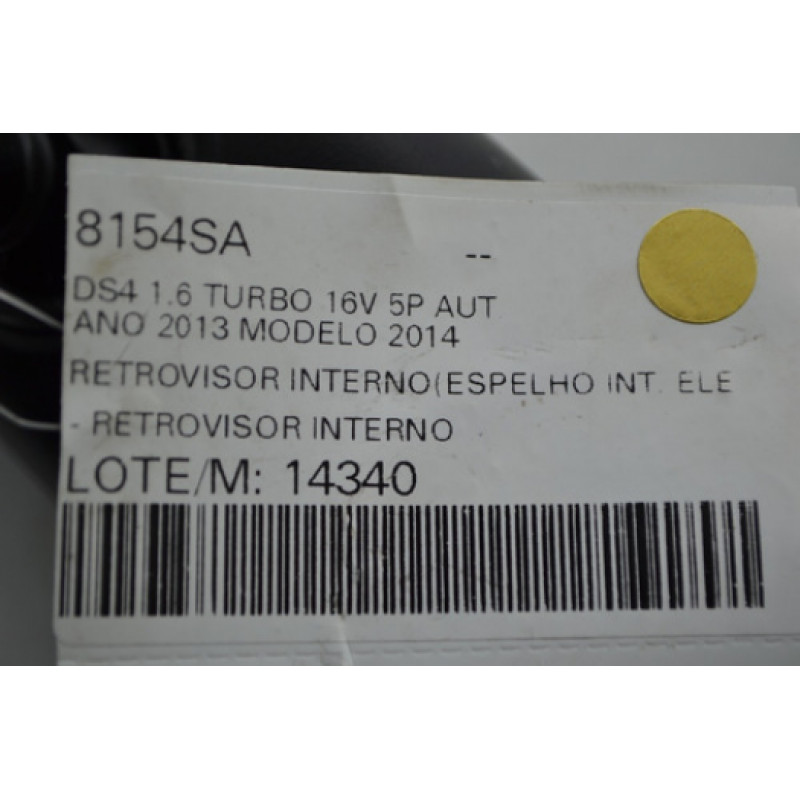 8154SA --
DS4 1.6 TURBO 16V 5P AUT
ANO 2013 MODELO 2014
RETROVISOR INTERNO(ESPELHO INT. ELE
- RETROVISOR INTERNO
LOTE/M: 14340